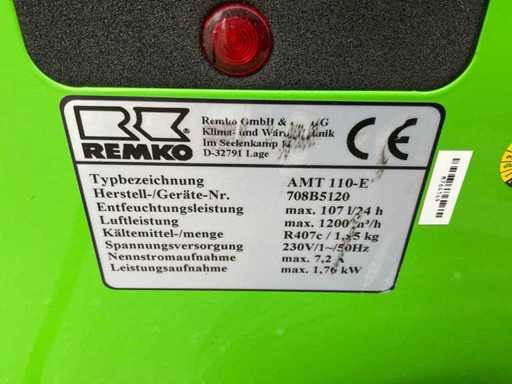 REMKO
Remko GmbH &
Klima- und
Im Seelenkamp
D-32791 Lage
CE
Typbezeichnung AMT 110-E
Herstell-/Geräte-Nr. 708B5120
Entfeuchtungsleistung max. 107 l/24 h
Luftleistung max. 1200 m³/h
Kältemittel/-menge R407c / kg
Spannungsversorgung 230V/1~/50Hz
Nennstromaufnahme max. 7,2
Leistungsaufnahme max. 1,76 kW